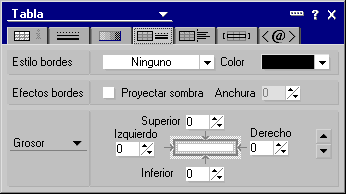 Tabla
? X
<@>
Estilo bordes Ninguno Color
Efectos bordes Proyectar sombra Anchura 0
Superior 0
Izquierdo Derecho
Grosor 0 0
Inferior 0